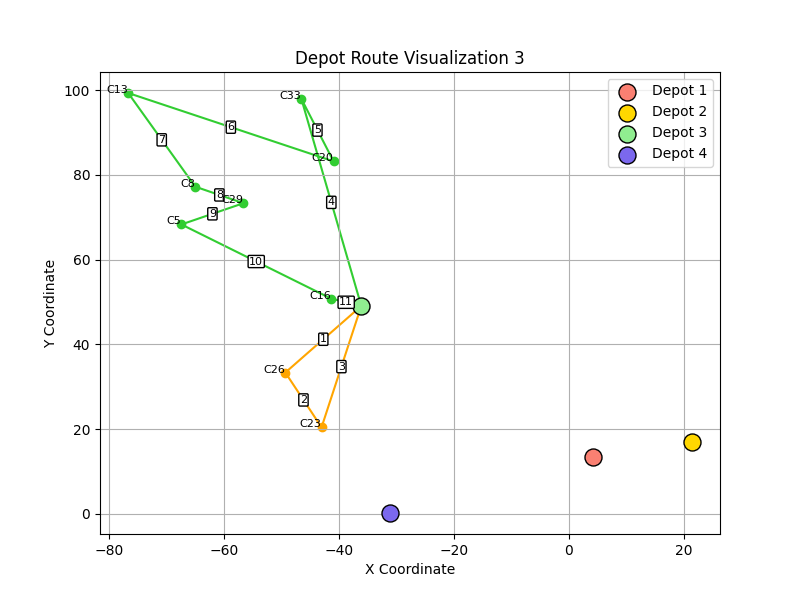 Depot Route Visualization 3
Depot 1
Depot 2
Depot 3
Depot 4
Y Coordinate
100
80
60
40
20
0
C13
C33
C20
C8
C29
C5
C16
C26
C23
6
5
7
4
8
9
10
11
1
3
2
−80
−60
−40
−20
0
20
X Coordinate